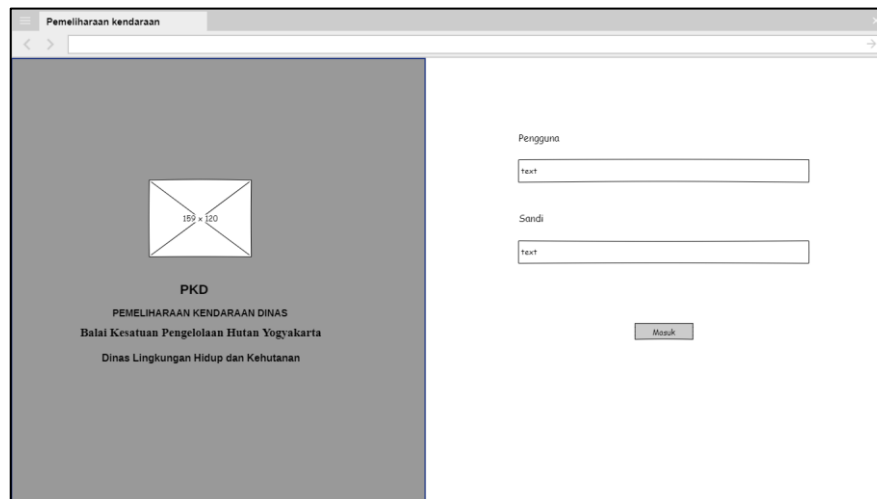 Pemeliharaan kendaraan
159 x 120
PKD
PEMELIHARAAN KENDARAAN DINAS
Balai Kesatuan Pengelolaan Hutan Yogyakarta
Dinas Lingkungan Hidup dan Kehutanan
Pengguna
text
Sandi
text
Masuk